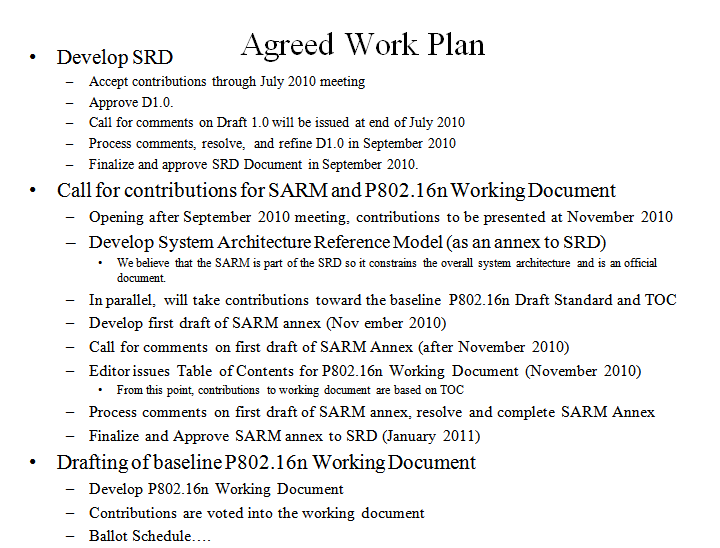 Agreed Work Plan
• Develop SRD
– Accept contributions through July 2010 meeting
– Approve D1.0.
– Call for comments on Draft 1.0 will be issued at end of July 2010
– Process comments, resolve, and refine D1.0 in September 2010
– Finalize and approve SRD Document in September 2010.
• Call for contributions for SARM and P802.16n Working Document
– Opening after September 2010 meeting, contributions to be presented at November 2010
– Develop System Architecture Reference Model (as an annex to SRD)
• We believe that the SARM is part of the SRD so it constrains the overall system architecture and is an official
document.
– In parallel, will take contributions toward the baseline P802.16n Draft Standard and TOC
– Develop first draft of SARM annex (Nov ember 2010)
– Call for comments on first draft of SARM Annex (after November 2010)
– Editor issues Table of Contents for P802.16n Working Document (November 2010)
• From this point, contributions to working document are based on TOC
– Process comments on first draft of SARM annex, resolve and complete SARM Annex
– Finalize and Approve SARM annex to SRD (January 2011)
• Drafting of baseline P802.16n Working Document
– Develop P802.16n Working Document
– Contributions are voted into the working document
– Ballot Schedule….